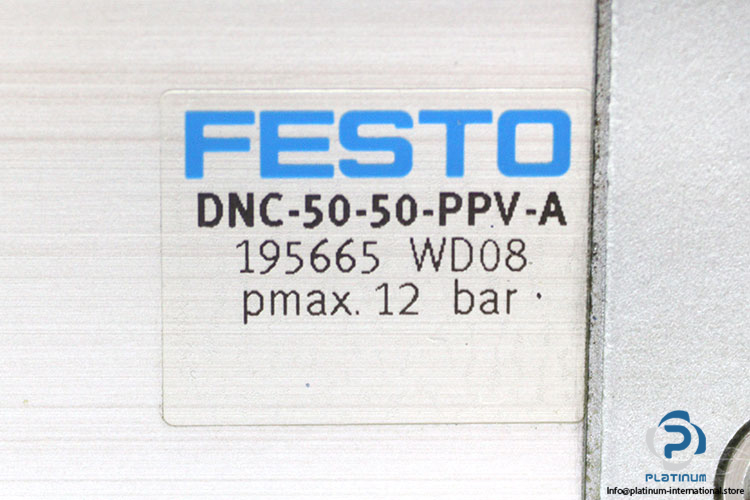 FESTO
DNC-50-50-PPV-A
195665 WD08
pmax. 12 bar
PLATINUM
Info@platinum-international.store